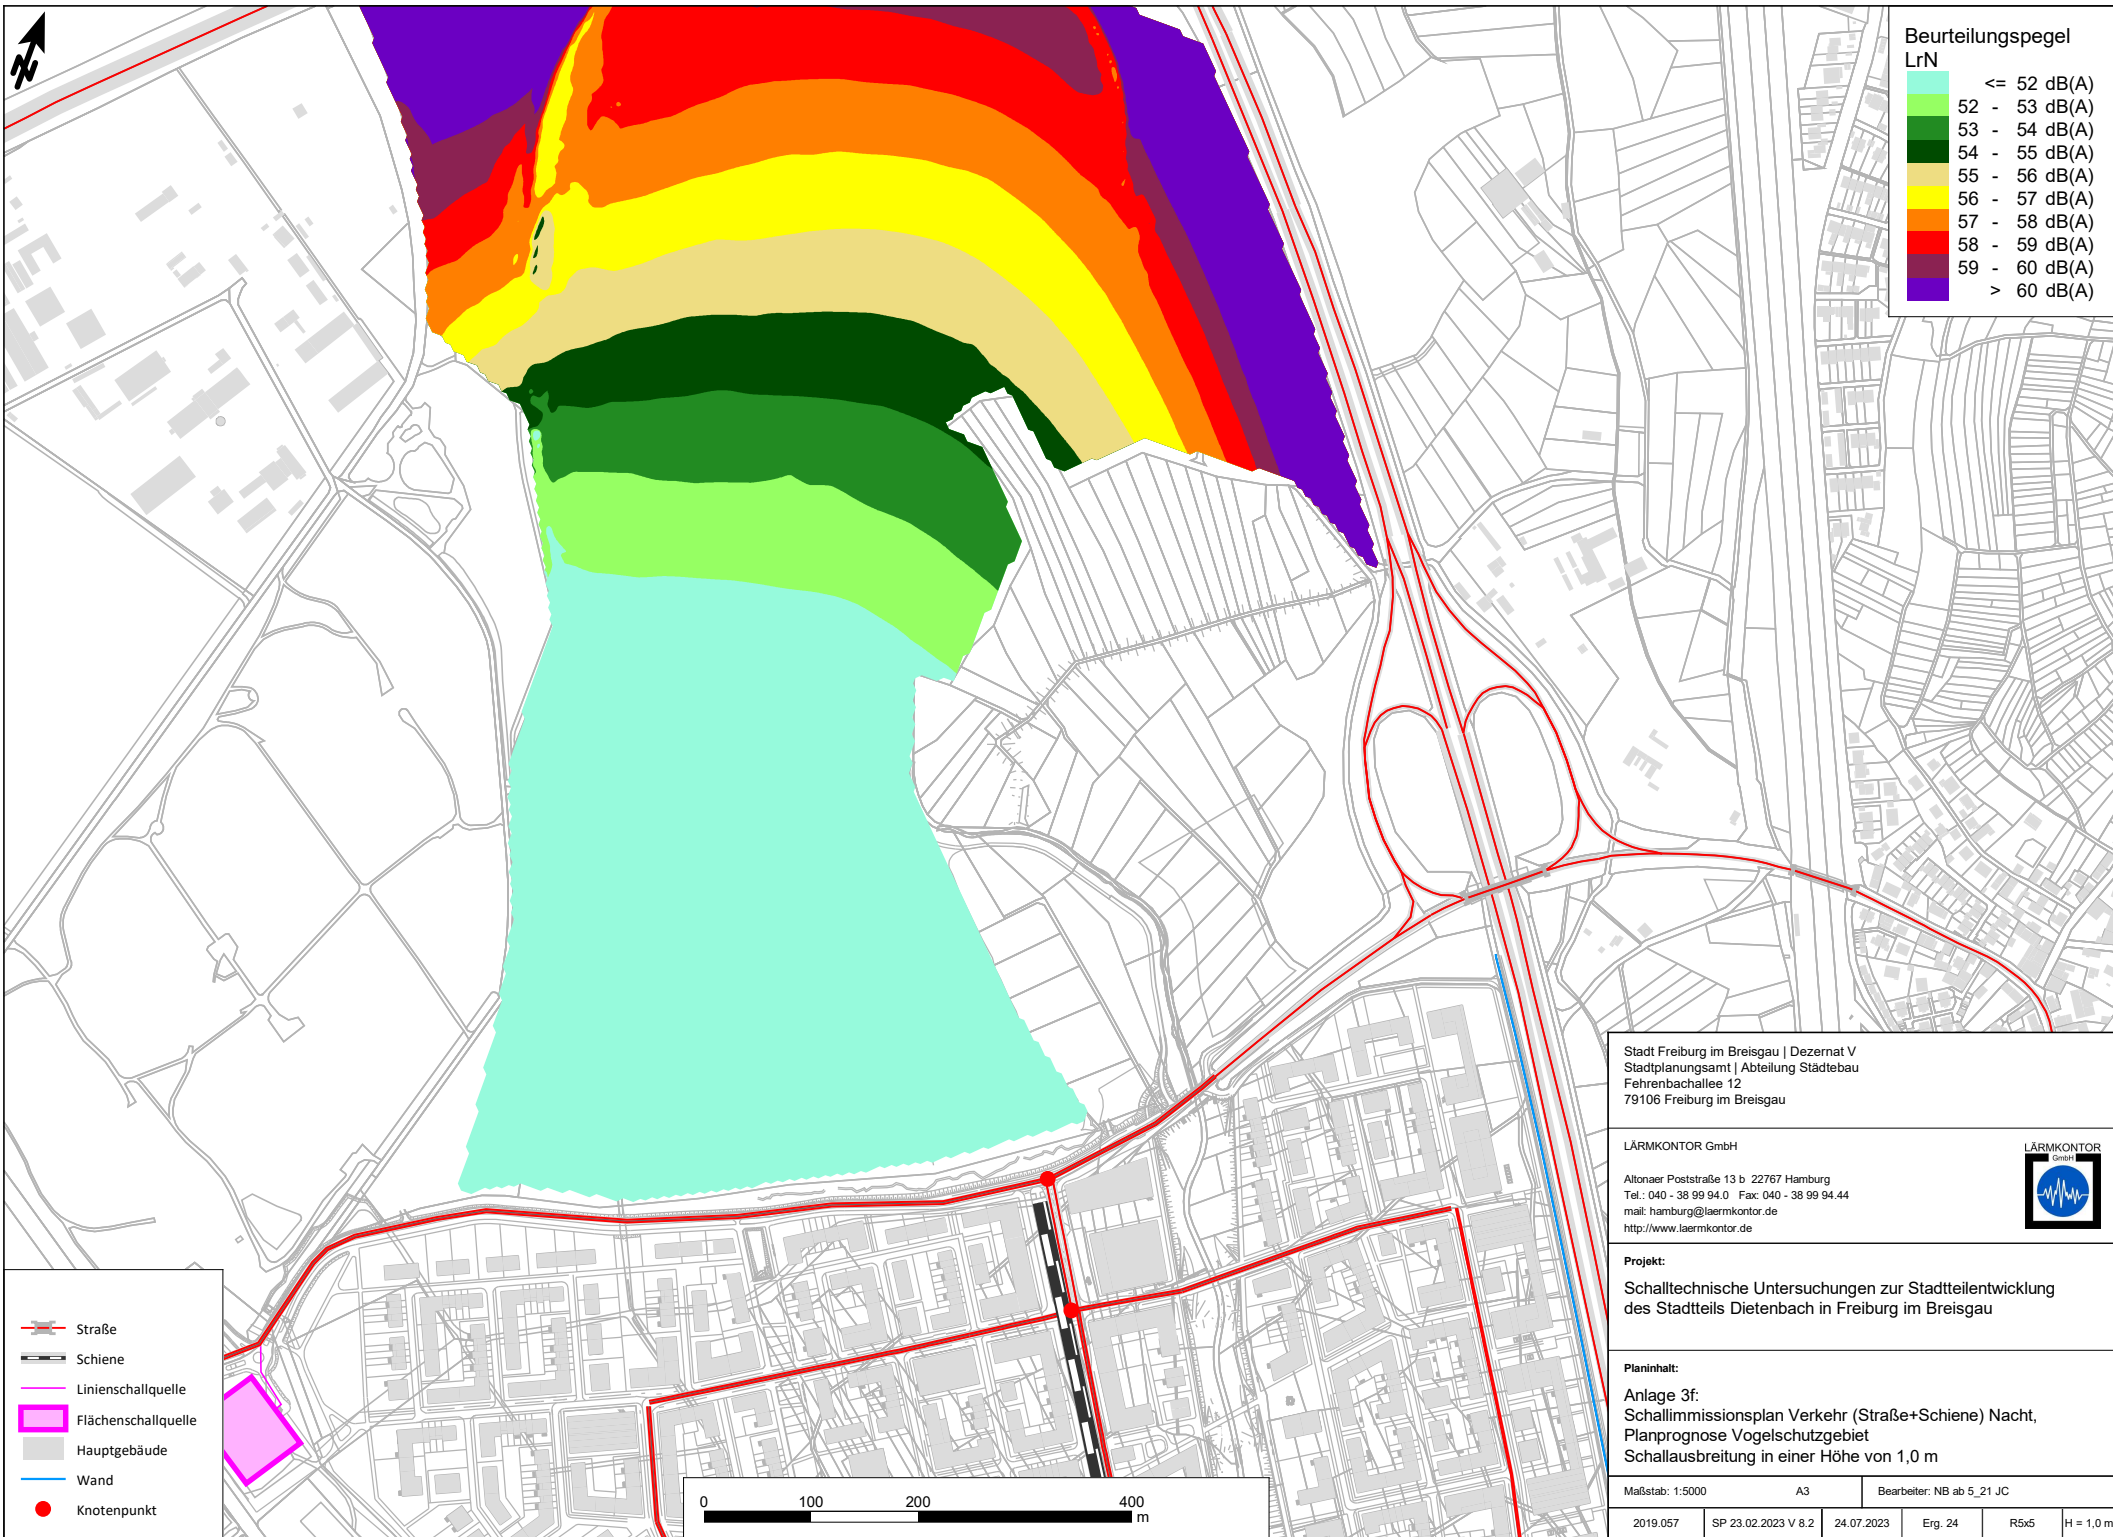 N
Beurteilungspegel
LrN
<= 52 dB(A)
52 - 53 dB(A)
53 - 54 dB(A)
54 - 55 dB(A)
55 - 56 dB(A)
56 - 57 dB(A)
57 - 58 dB(A)
58 - 59 dB(A)
59 - 60 dB(A)
> 60 dB(A)
Stadt Freiburg im Breisgau | Dezernat V
Stadtplanungsamt | Abteilung Städtebau
Fehrenbachallee 12
79106 Freiburg im Breisgau
LÄRMKONTOR GmbH
Altonaer Poststraße 13 b 22767 Hamburg
Tel.: 040 - 38 99 94.0 Fax: 040 - 38 99 94.44
mail: hamburg@laermkontor.de
http://www.laermkontor.de
LÄRMKONTOR
GmbH
Projekt:
Schalltechnische Untersuchungen zur Stadtteilentwicklung
des Stadtteils Dietenbach in Freiburg im Breisgau
Planinhalt:
Anlage 3f:
Schallimmissionsplan Verkehr (Straße+Schiene) Nacht,
Planprognose Vogelschutzgebiet
Schallausbreitung in einer Höhe von 1,0 m
Maßstab: 1:5000 A3 Bearbeiter: NB ab 5_21 JC
2019.057 SP 23.02.2023 V 8.2 24.07.2023 Erg. 24 R5x5 H = 1,0 m
Straße
Schiene
Linienschallquelle
Flächenschallquelle
Hauptgebäude
Wand
Knotenpunkt
0 100 200 400
m